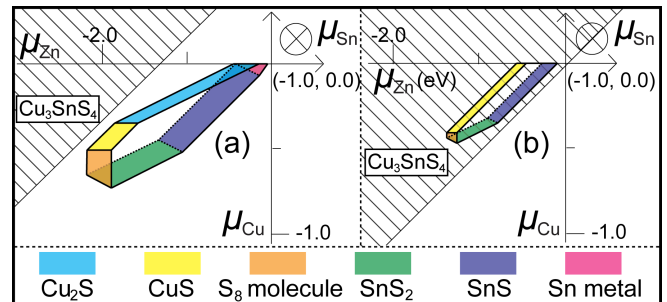 μZn -2.0 μSn
(-1.0, 0.0)
Cu₃SnS₄
(a)
μCu -1.0
-2.0 μSn
μZn (eV) (-1.0, 0.0)
Cu₃SnS₄
(b)
μCu -1.0
Cu₂S CuS S₈ molecule SnS₂ SnS Sn metal